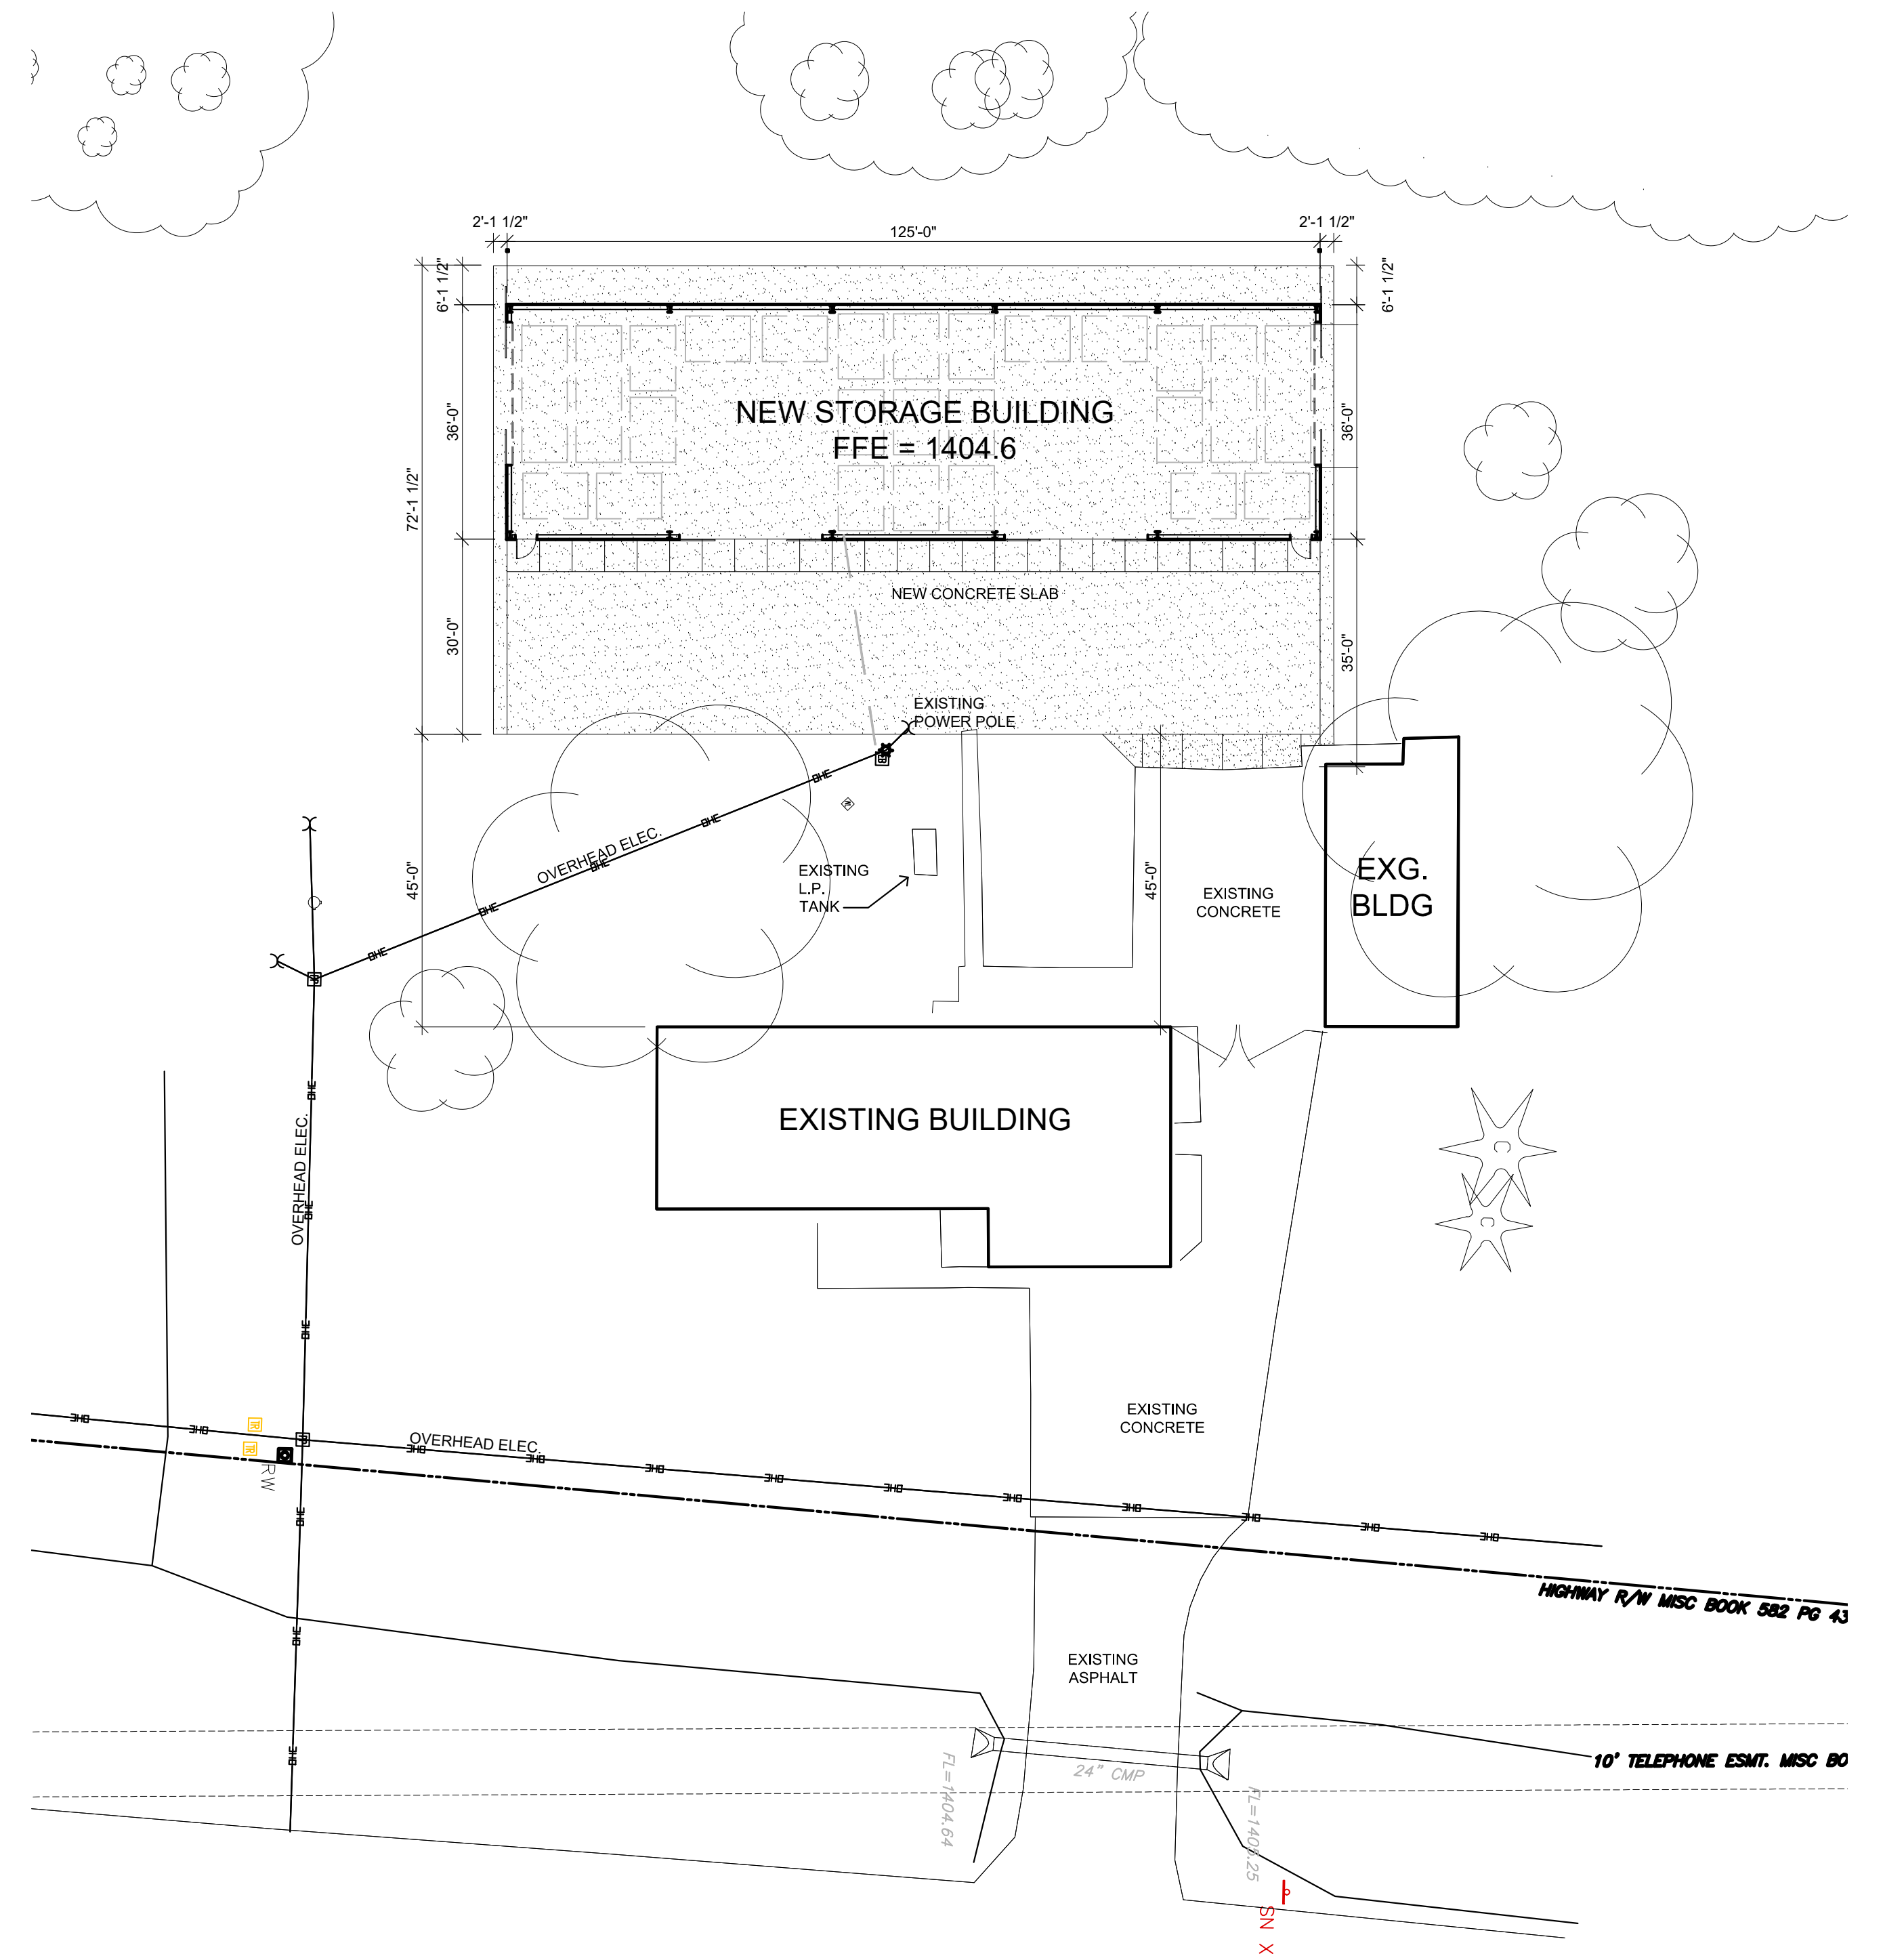 2'-1 1/2"
125'-0"
2'-1 1/2"
6'-1 1/2"
6'-1 1/2"
36'-0"
36'-0"
72'-1 1/2"
NEW STORAGE BUILDING
FFE = 1404.6
NEW CONCRETE SLAB
30'-0"
35'-0"
EXISTING
POWER POLE
OHE
OHE
OVERHEAD ELEC.
OHE
OHE
OHE
45'-0"
45'-0"
EXISTING
L.P.
TANK
EXISTING
CONCRETE
EXG.
BLDG
EXISTING BUILDING
OHE
OVERHEAD ELEC.
OHE
OHE
EXISTING
CONCRETE
OHE
OHE
OVERHEAD ELEC.
OHE
OHE
OHE
OHE
OHE
OHE
OHE
OHE
OHE
OHE
RW
OHE
HIGHWAY R/W MISC BOOK 582 PG 43
OHE
EXISTING
ASPHALT
OHE
10' TELEPHONE ESMT. MISC BO
24" CMP
FL=1404.64
SN X